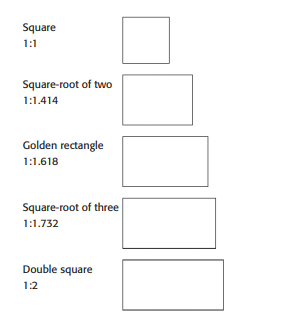 Square
1:1
Square-root of two
1:1.414
Golden rectangle
1:1.618
Square-root of three
1:1.732
Double square
1:2